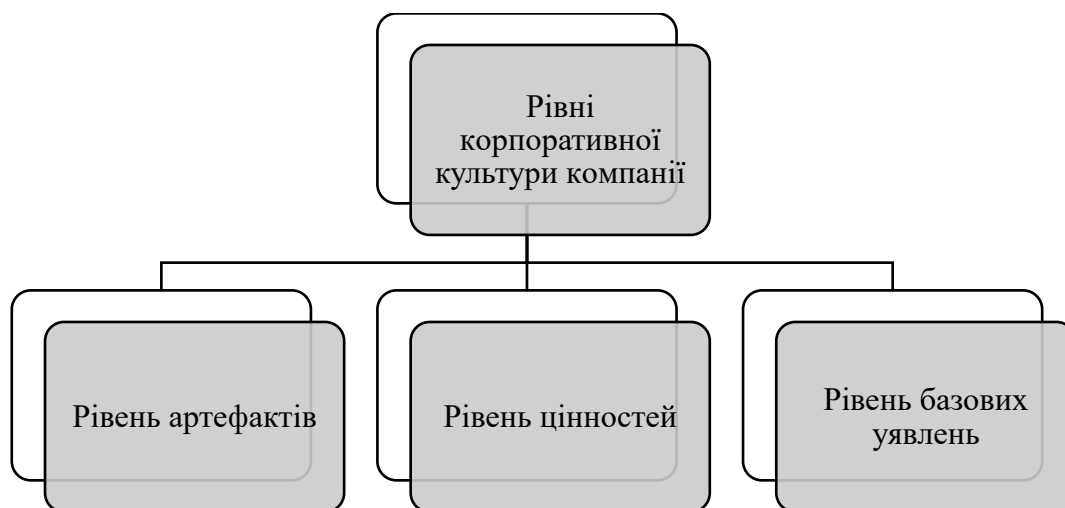 Рівні
корпоративної
культури компанії
Рівень артефактів
Рівень цінностей
Рівень базових
уявлень